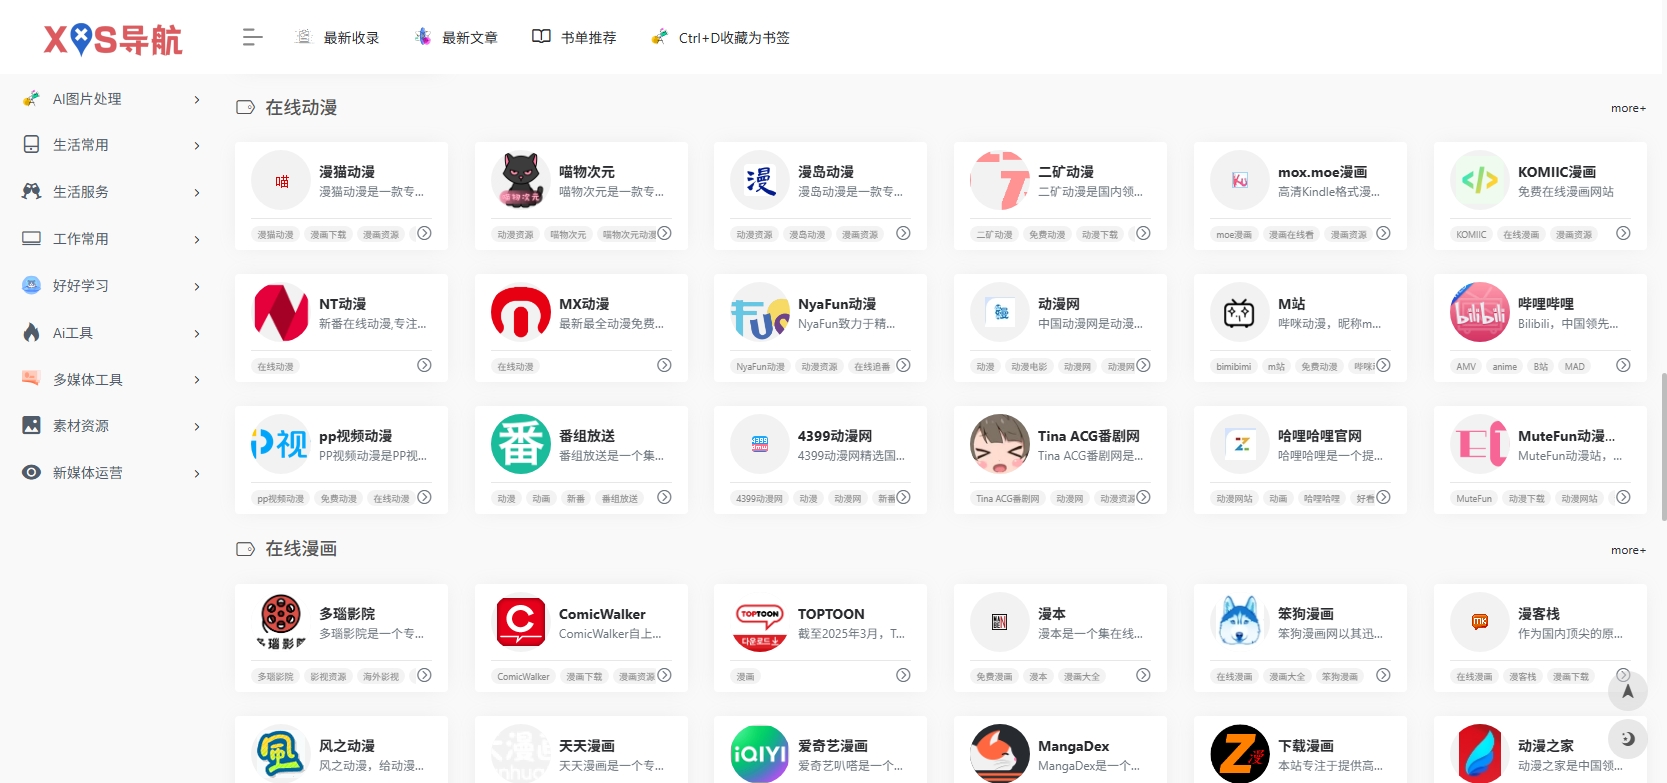 XS导航
最新收录
最新文章
书单推荐
Ctrl+D收藏为书签
AI图片处理
生活常用
生活服务
工作常用
好好学习
Ai工具
多媒体工具
素材资源
新媒体运营
在线动漫
more+
喵
漫猫动漫
漫猫动漫是一款专...
漫猫动漫 漫画下载 漫画资源
喵物次元
喵物次元
喵物次元是一款专...
动漫资源 喵物次元 喵物次元动漫
漫
漫岛动漫
漫岛动漫是一款专...
动漫资源 漫岛动漫 漫画资源
二矿动漫
二矿动漫是国内领...
二矿动漫 免费动漫 动漫下载
mox.moe漫画
高清Kindle格式漫...
moe漫画 漫画在线看 漫画资源
</>
KOMIIC漫画
免费在线漫画网站
KOMIIC 在线漫画 漫画资源
NT动漫
新番在线动漫,专注...
在线动漫
MX动漫
最新最全动漫免费...
在线动漫
NyaFun动漫
NyaFun致力于精...
NyaFun动漫 动漫资源 在线追番
动漫网
中国动漫网是动漫...
动漫 动漫电影 动漫网 动漫网
M站
哔咪动漫，昵称m...
bimibimi m站 免费动漫 哔咪
bilibili
哔哩哔哩
Bilibili，中国领先...
AMV anime B站 MAD
视
pp视频动漫
PP视频动漫是PP视...
pp视频动漫 免费动漫 在线动漫
番
番组放送
番组放送是一个集...
动漫 动画 新番 番组放送
4399
dmw
4399动漫网
4399动漫网精选国...
4399动漫网 动漫 动漫网 新番
Tina ACG番剧网
Tina ACG番剧网是...
Tina ACG番剧网 动漫网 动漫资源
哈哩哈哩官网
哈哩哈哩是一个提...
动漫网站 动画 哈哩哈哩 好看
MuteFun动漫...
MuteFun动漫站，...
MuteFun 动漫下载 动漫网站
在线漫画
more+
多瑙影
多瑙影院
多瑙影院是一个专...
多瑙影院 影视资源 海外影视
ComicWalker
ComicWalker自上...
ComicWalker 漫画下载 漫画资源
TOPTOON
다운로드
TOPTOON
截至2025年3月，T...
漫画
漫本
漫本是一个集在线...
免费漫画 漫本 漫画大全
笨狗漫画
笨狗漫画网以其迅...
在线漫画 漫画大全 笨狗漫画
漫客栈
作为国内顶尖的原...
在线漫画 漫客栈 漫画下载
風
风之动漫
风之动漫，给动漫...
天天漫画
天天漫画是一个专...
iQIYI
爱奇艺漫画
爱奇艺叭嗒是一个...
MangaDex
MangaDex是一个...
Z漫
下载漫画
本站专注于提供高...
动漫之家
动漫之家是中国领...